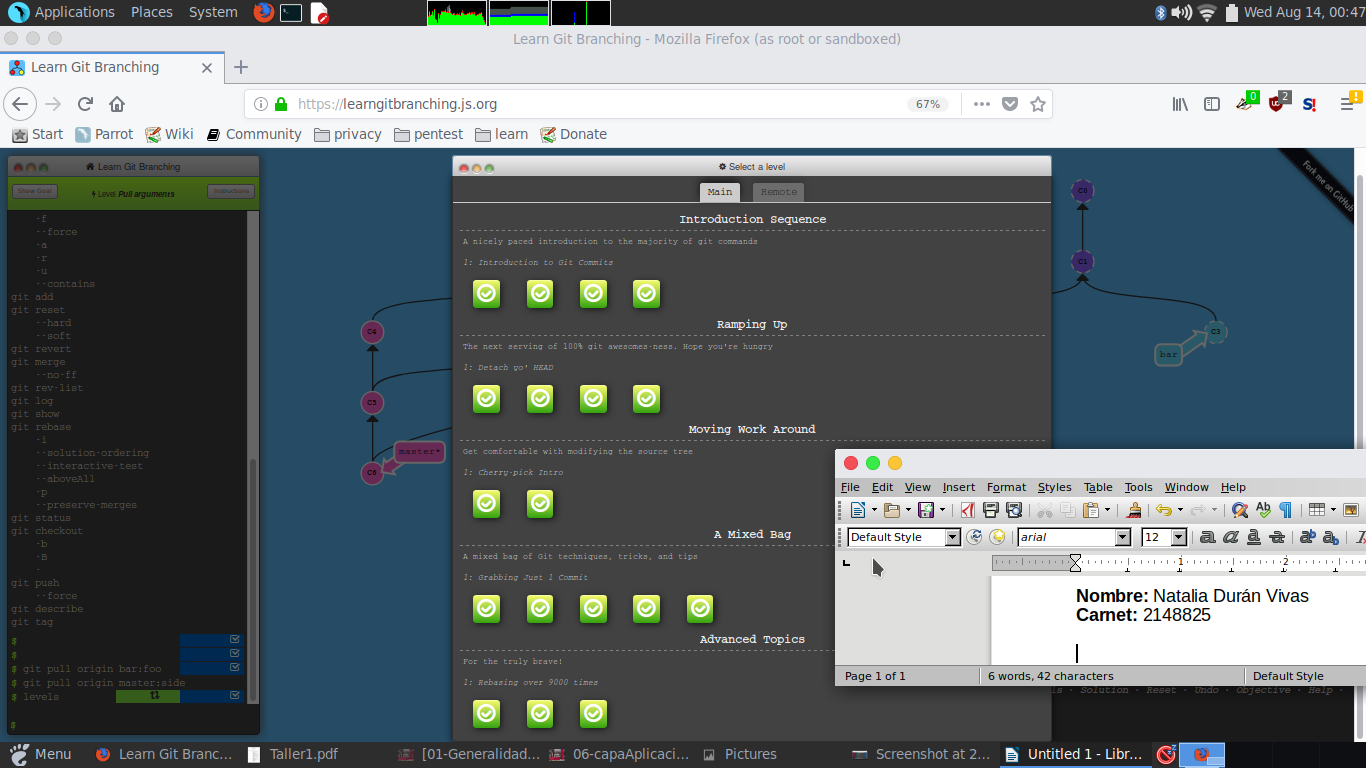 Applications Places System Wed Aug 14, 00:47
Learn Git Branching - Mozilla Firefox (as root or sandboxed)
Learn Git Branching
https://learngitbranching.js.org 67% 0 2 S!
Start Parrot Wiki Community privacy pentest learn Donate
Learn Git Branching
Show Goal Level Pull arguments Instructions
-f
--force
-a
-r
-u
--contains
git add
git reset
--hard
--soft
git revert
git merge
--no-ff
git rev-list
git log
git show
git rebase
-i
--solution-ordering
--interactive-test
--aboveAll
-p
--preserve-merges
git status
git checkout
-b
-B
-
git push
--force
git describe
git tag
$
$
$ git pull origin bar:foo
$ git pull origin master:side
$ levels
$
C4
C5
master*
C6
Select a level
Main Remote
Introduction Sequence
A nicely paced introduction to the majority of git commands
1: Introduction to Git Commits
Ramping Up
The next serving of 100% git awesomes-ness. Hope you're hungry
1: Detach yo' HEAD
Moving Work Around
Get comfortable with modifying the source tree
1: Cherry-pick Intro
A Mixed Bag
A mixed bag of Git techniques, tricks, and tips
1: Grabbing Just 1 Commit
Advanced Topics
For the truly brave!
1: Rebasing over 9000 times
C0
C1
C3
bar
Fork me on GitHub
File Edit View Insert Format Styles Table Tools Window Help
Default Style arial 12
1 2
Nombre: Natalia Durán Vivas
Carnet: 2148825
Page 1 of 1 6 words, 42 characters Default Style
ls · Solution · Reset · Undo · Objective · Help ·
Menu Learn Git Branc... Taller1.pdf [01-Generalidad... 06-capaAplicaci... Pictures Screenshot at 2... Untitled 1 - Libr...